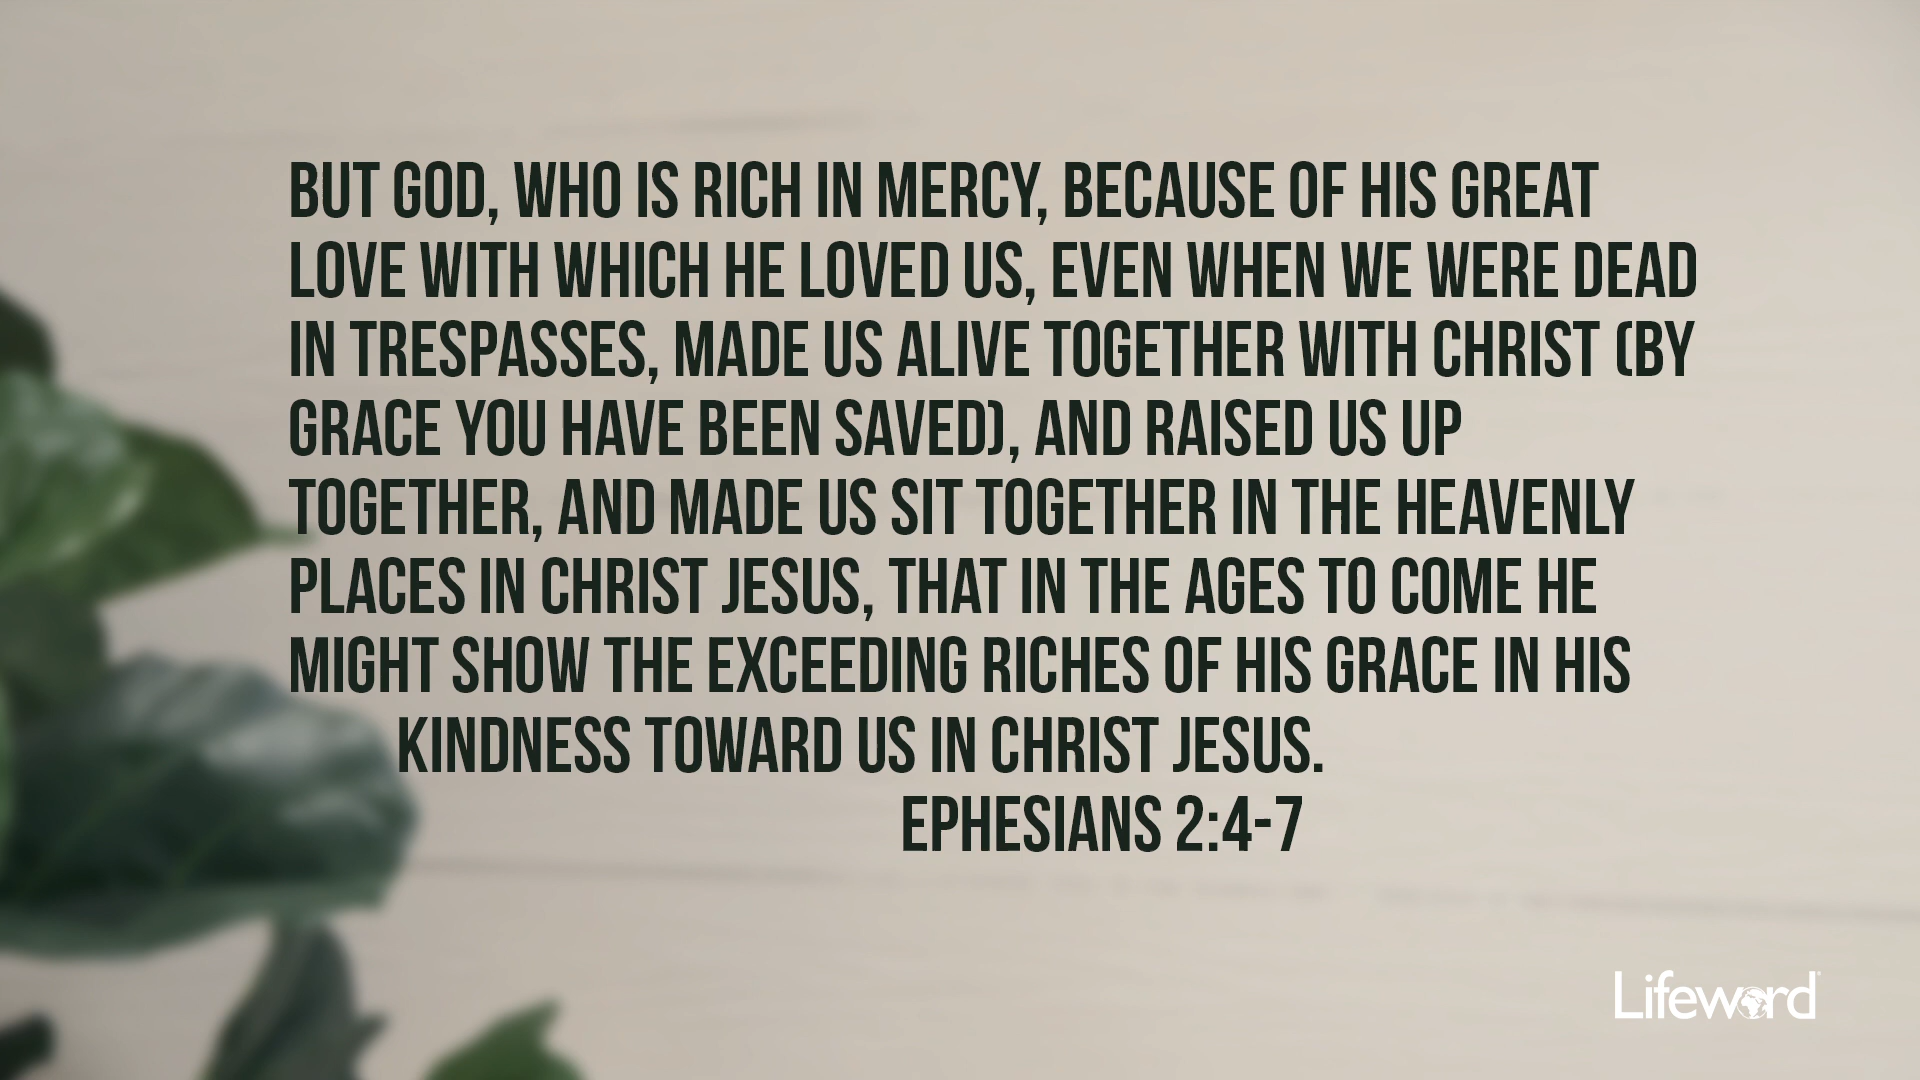 BUT GOD, WHO IS RICH IN MERCY, BECAUSE OF HIS GREAT
LOVE WITH WHICH HE LOVED US, EVEN WHEN WE WERE DEAD
IN TRESPASSES, MADE US ALIVE TOGETHER WITH CHRIST (BY
GRACE YOU HAVE BEEN SAVED), AND RAISED US UP
TOGETHER, AND MADE US SIT TOGETHER IN THE HEAVENLY
PLACES IN CHRIST JESUS, THAT IN THE AGES TO COME HE
MIGHT SHOW THE EXCEEDING RICHES OF HIS GRACE IN HIS
KINDNESS TOWARD US IN CHRIST JESUS.
EPHESIANS 2:4-7
Lifeword